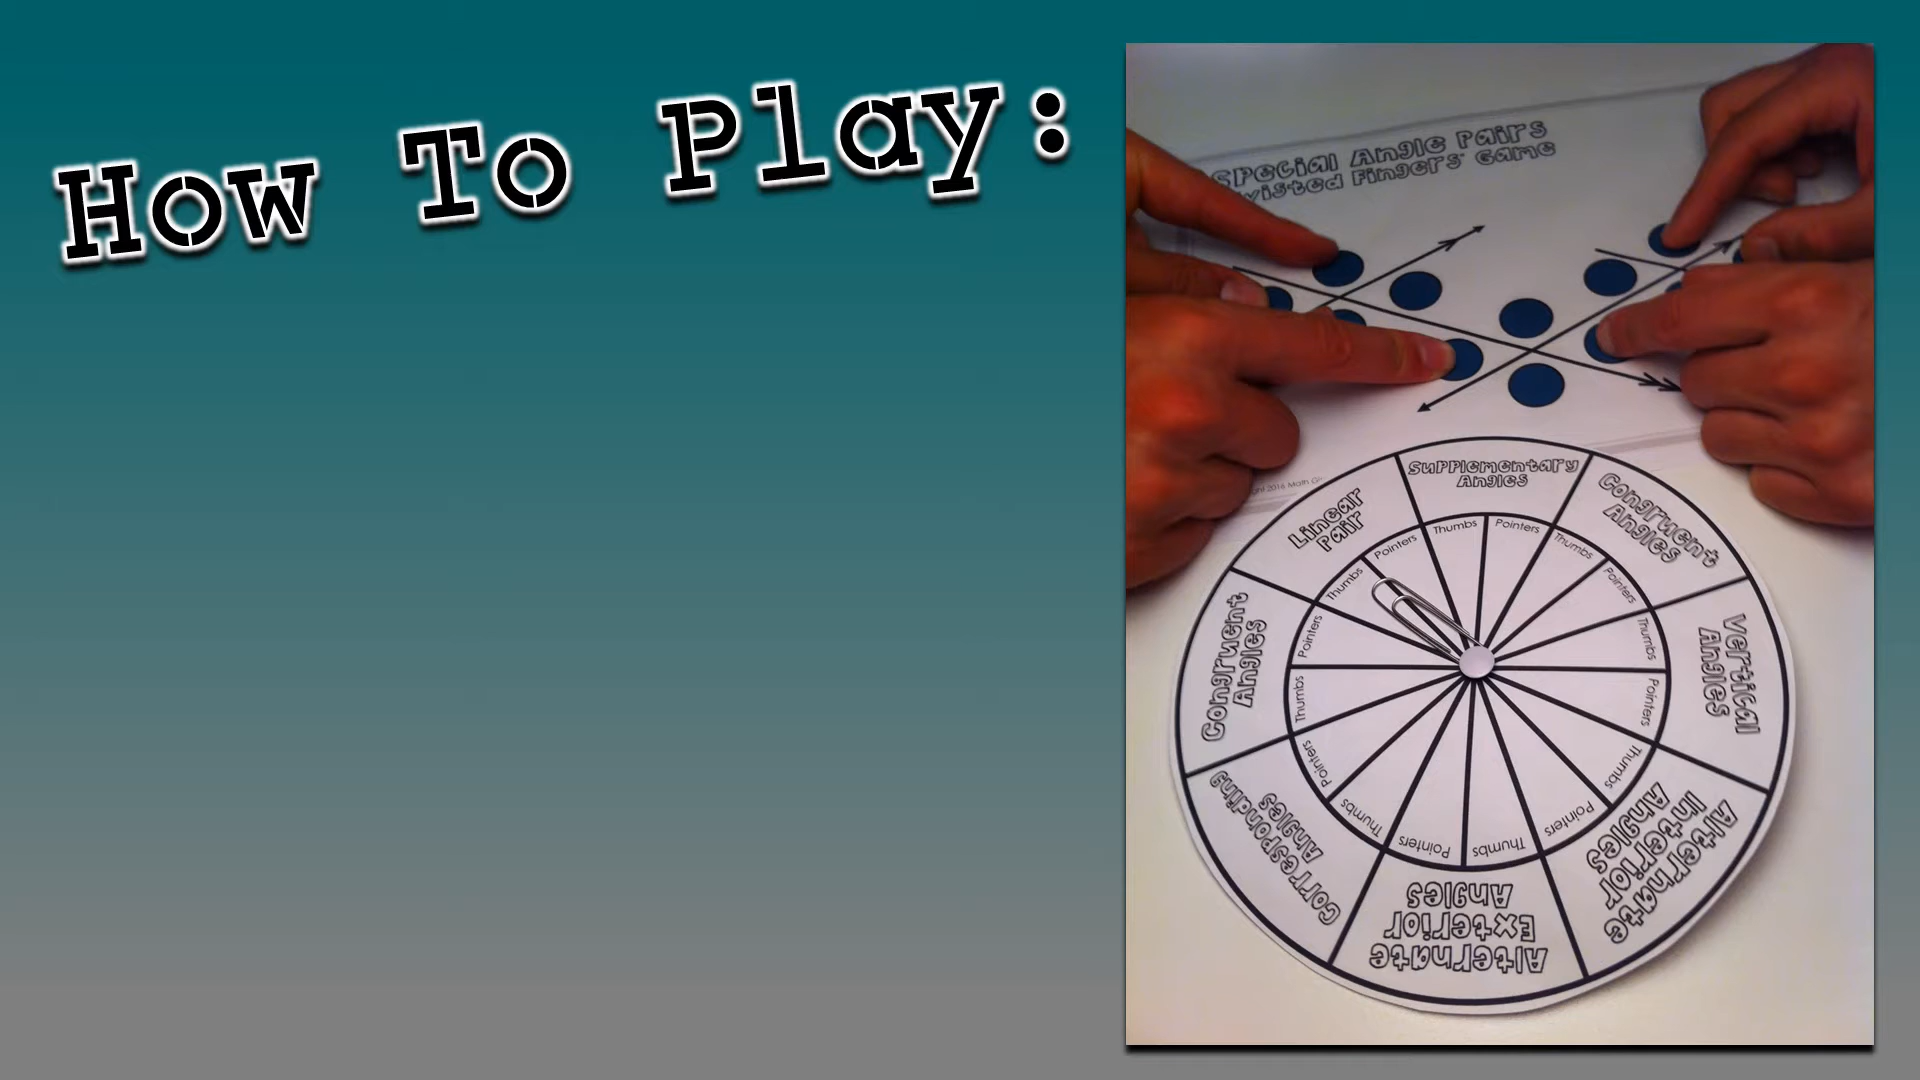 How To Play:
Special Angle Pairs
Twisted Fingers Game
2016 Math
Supplementary
Angles
Thumbs
Pointers
Congruent
Angles
Thumbs
Pointers
Vertical
Angles
Thumbs
Pointers
Alternate
Interior
Angles
Thumbs
Pointers
Alternate
Exterior
Angles
Thumbs
Pointers
Corresponding
Angles
Thumbs
Pointers
Congruent
Angles
Thumbs
Pointers
Linear
Pair
Thumbs
Pointers